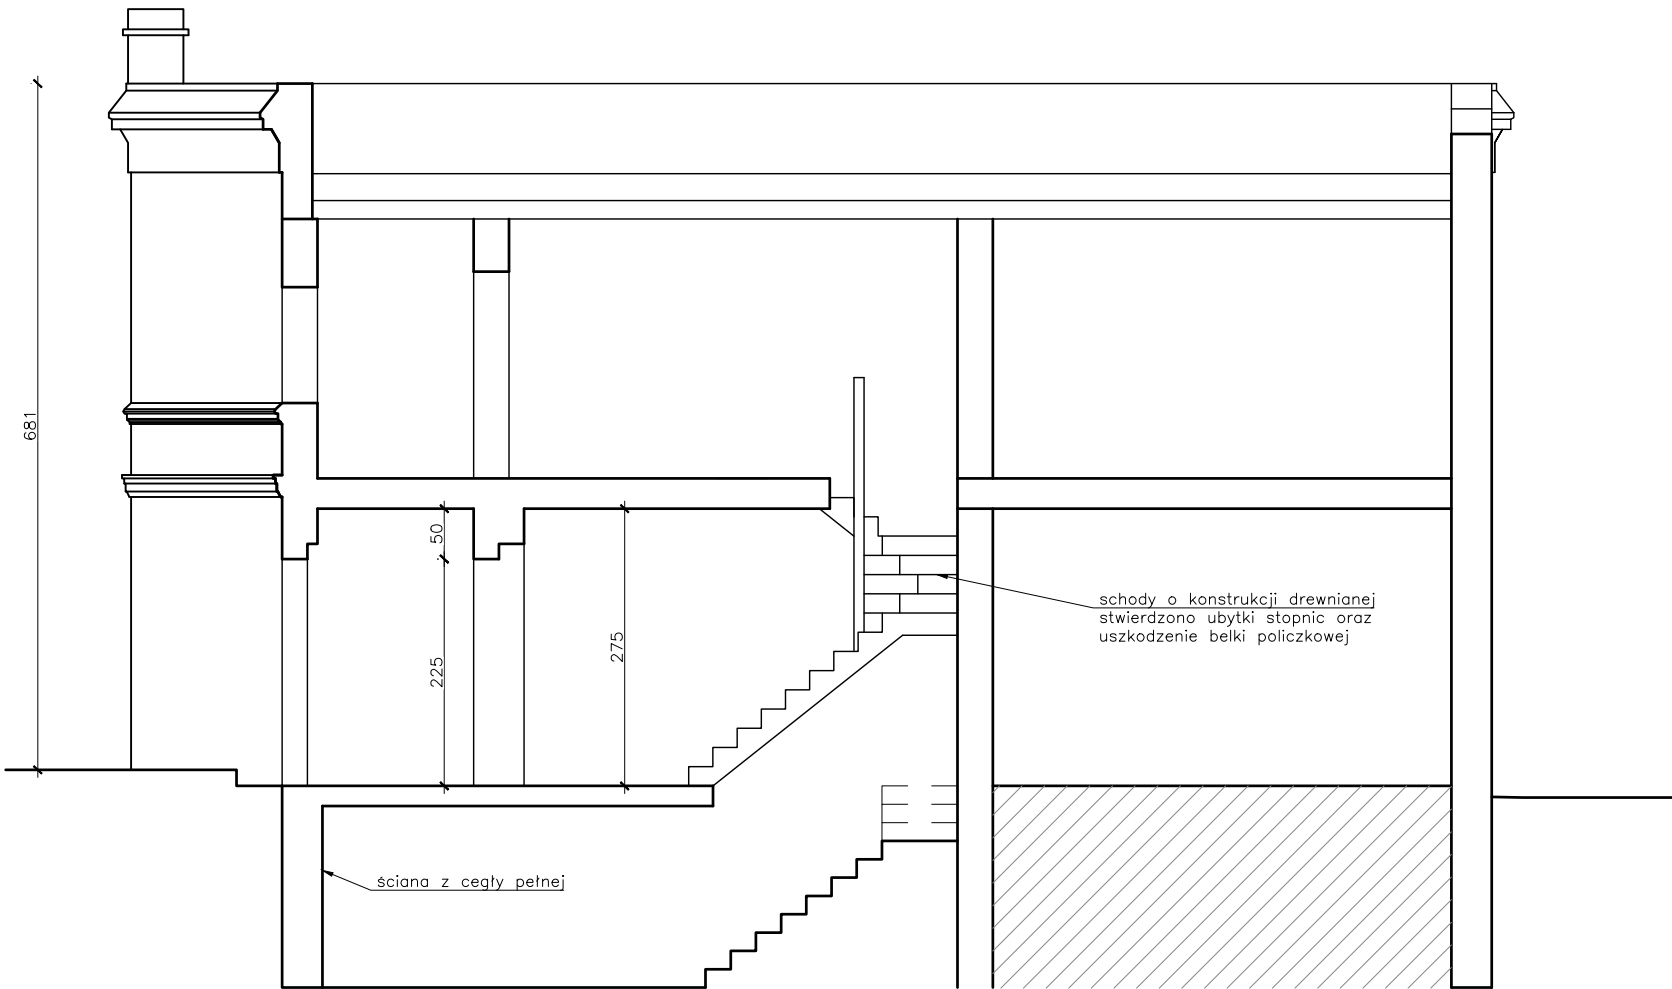 681
50
225
275
schody o konstrukcji drewnianej
stwierdzono ubytki stopnic oraz
uszkodzenie belki policzkowej
ściana z cegły pełnej